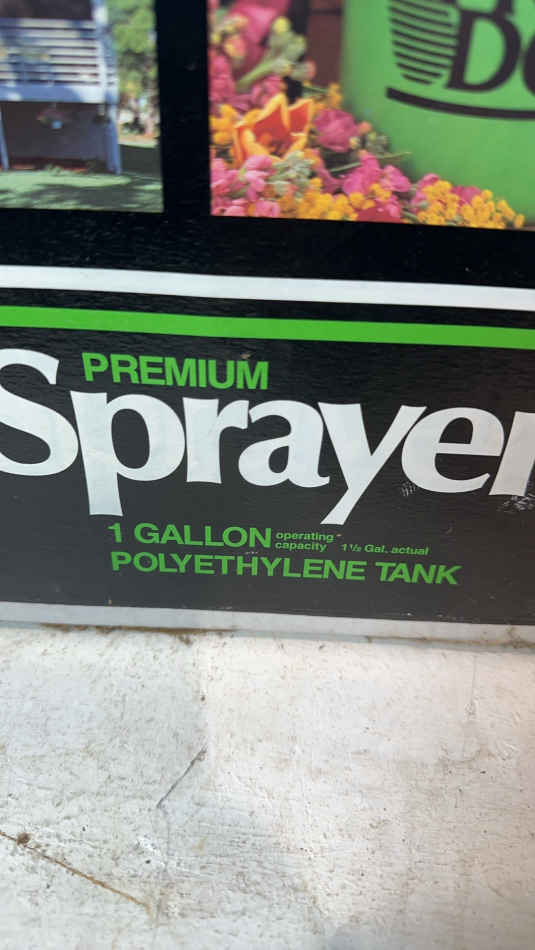 PREMIUM
Sprayer
1 GALLON operating capacity 1½ Gal. actual
POLYETHYLENE TANK